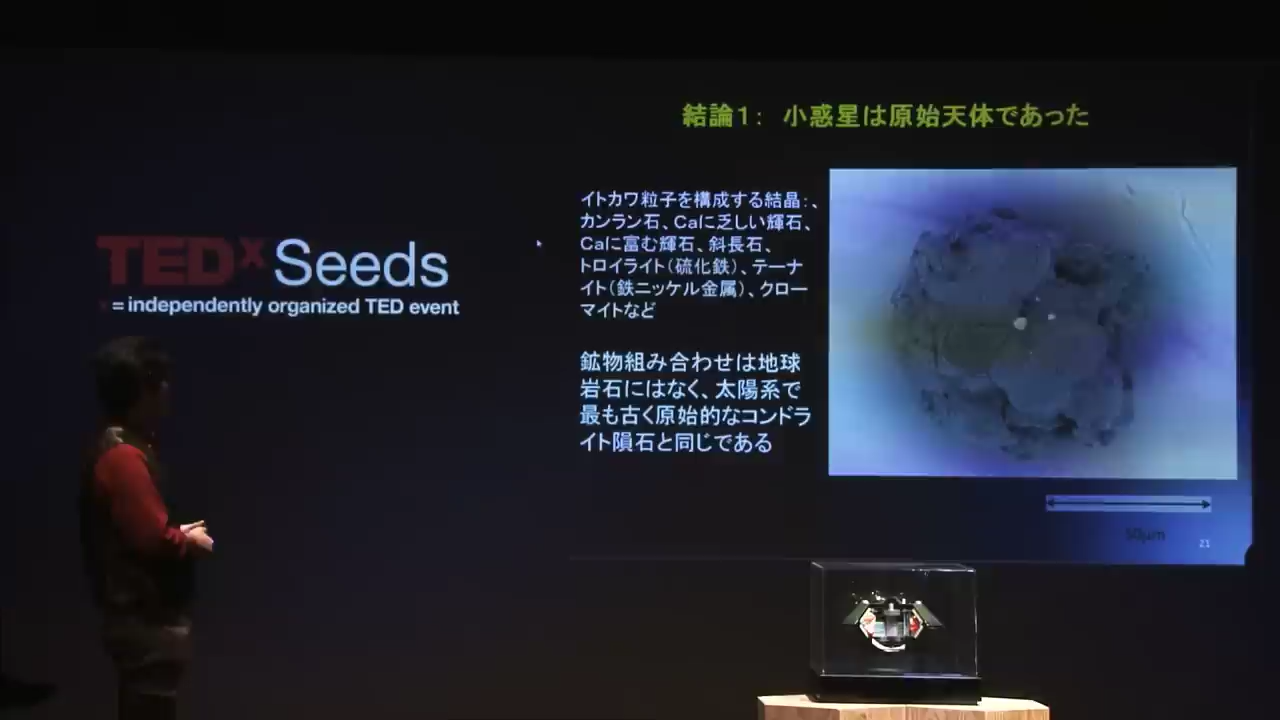 TEDxSeeds
x = independently organized TED event
結論1: 小惑星は原始天体であった
イトカワ粒子を構成する結晶:、
カンラン石、Caに乏しい輝石、
Caに富む輝石、斜長石、
トロイライト(硫化鉄)、テーナ
イト(鉄ニッケル金属)、クロー
マイトなど
鉱物組み合わせは地球
岩石にはなく、太陽系で
最も古く原始的なコンドラ
イト隕石と同じである
50μm
21